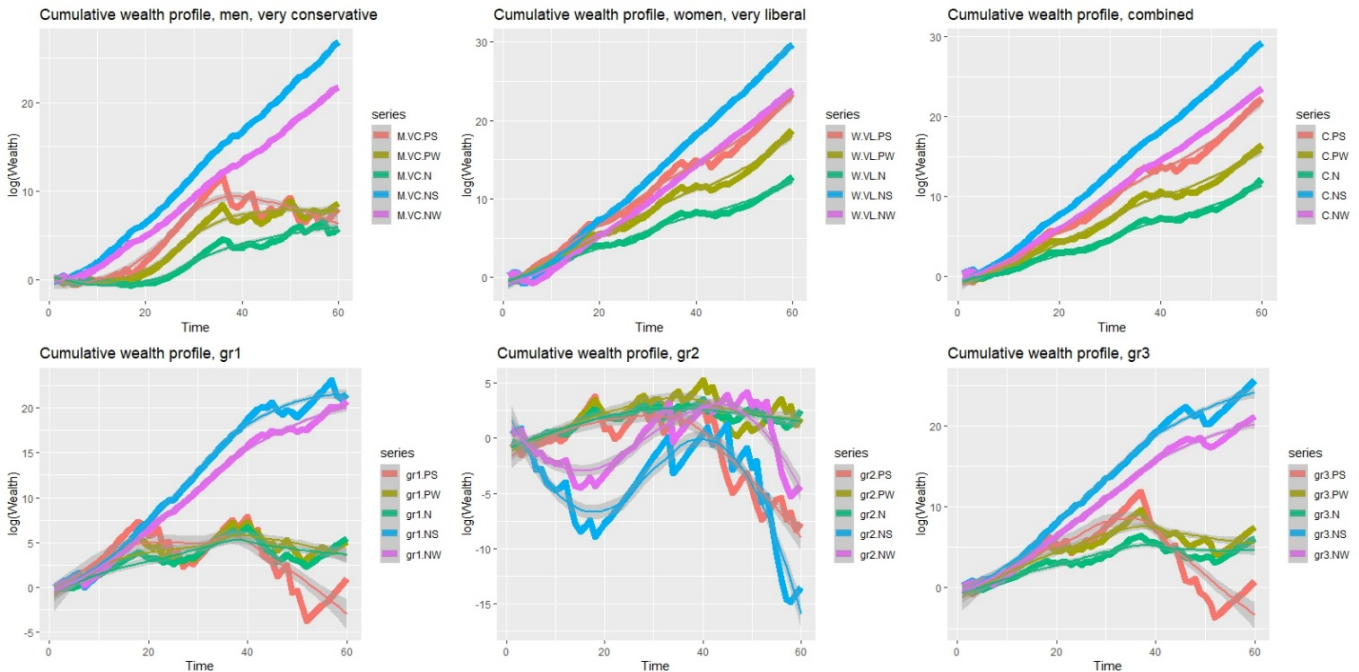 Cumulative wealth profile, men, very conservative
log(Wealth)
20
10
0
0
20
40
60
Time
series
M.VC.PS
M.VC.PW
M.VC.N
M.VC.NS
M.VC.NW
Cumulative wealth profile, women, very liberal
log(Wealth)
30
20
10
0
0
20
40
60
Time
series
W.VL.PS
W.VL.PW
W.VL.N
W.VL.NS
W.VL.NW
Cumulative wealth profile, combined
log(Wealth)
30
20
10
0
0
20
40
60
Time
series
C.PS
C.PW
C.N
C.NS
C.NW
Cumulative wealth profile, gr1
log(Wealth)
20
15
10
5
0
-5
0
20
40
60
Time
series
gr1.PS
gr1.PW
gr1.N
gr1.NS
gr1.NW
Cumulative wealth profile, gr2
log(Wealth)
5
0
-5
-10
-15
0
20
40
60
Time
series
gr2.PS
gr2.PW
gr2.N
gr2.NS
gr2.NW
Cumulative wealth profile, gr3
log(Wealth)
20
10
0
0
20
40
60
Time
series
gr3.PS
gr3.PW
gr3.N
gr3.NS
gr3.NW